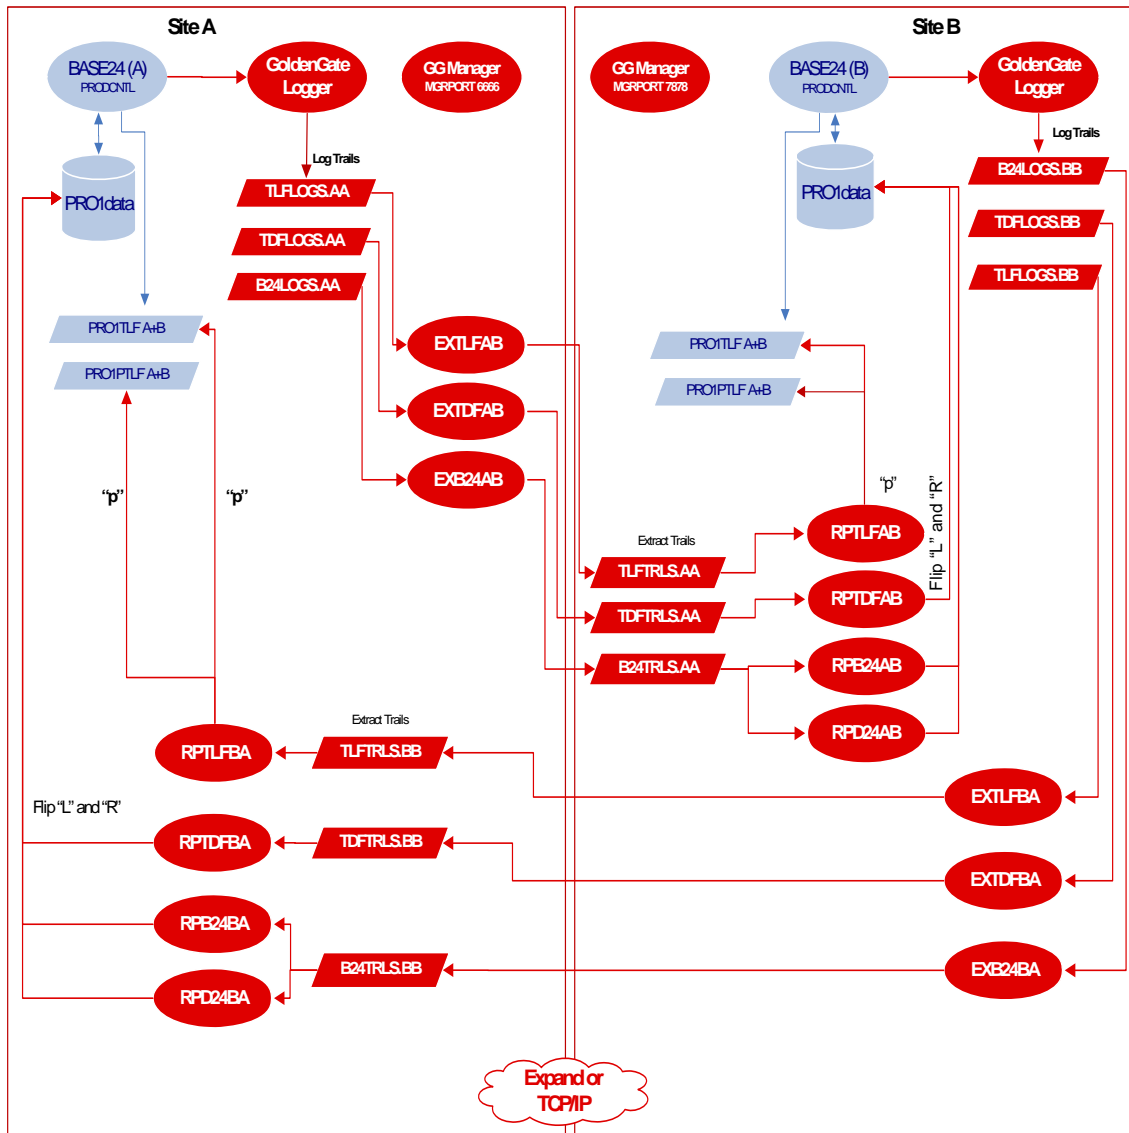 Site A
BASE24 (A)
PRODCNTL
GoldenGate
Logger
GG Manager
MGRPORT 6666
Log Trails
PRO1data
TLFLOGS.AA
TDFLOGS.AA
B24LOGS.AA
PRO1TLF A+B
PRO1PTLF A+B
EXTLFAB
EXTDFAB
EXB24AB
“p”
“p”
Extract Trails
RPTLFBA
TLFTRLS.BB
Flip “L” and “R”
RPTDFBA
TDFTRLS.BB
RPB24BA
B24TRLS.BB
RPD24BA
Site B
GG Manager
MGRPORT 7878
BASE24 (B)
PRODCNTL
GoldenGate
Logger
Log Trails
PRO1data
B24LOGS.BB
TDFLOGS.BB
TLFLOGS.BB
PRO1TLF A+B
PRO1PTLF A+B
“p”
Flip “L” and “R”
Extract Trails
RPTLFAB
TLFTRLS.AA
RPTDFAB
TDFTRLS.AA
RPB24AB
B24TRLS.AA
RPD24AB
EXTLFBA
EXTDFBA
EXB24BA
Expand or
TCP/IP